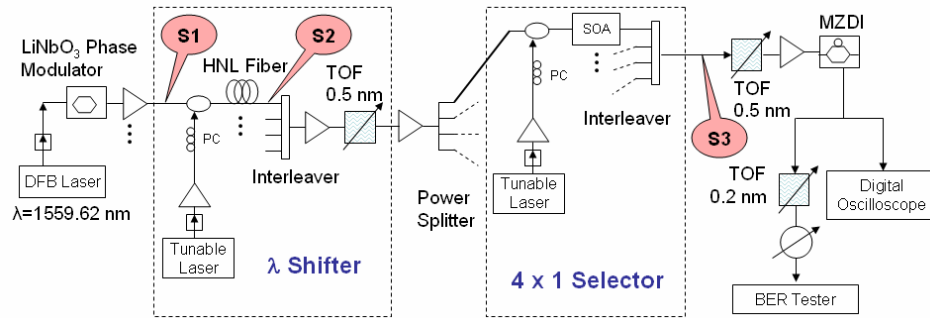 LiNbO3 Phase
Modulator
S1
S2
HNL Fiber
TOF
0.5 nm
PC
Interleaver
DFB Laser
λ=1559.62 nm
Tunable
Laser
λ Shifter
Power
Splitter
PC
SOA
Interleaver
Tunable
Laser
4 x 1 Selector
S3
TOF
0.5 nm
MZDI
TOF
0.2 nm
Digital
Oscilloscope
BER Tester